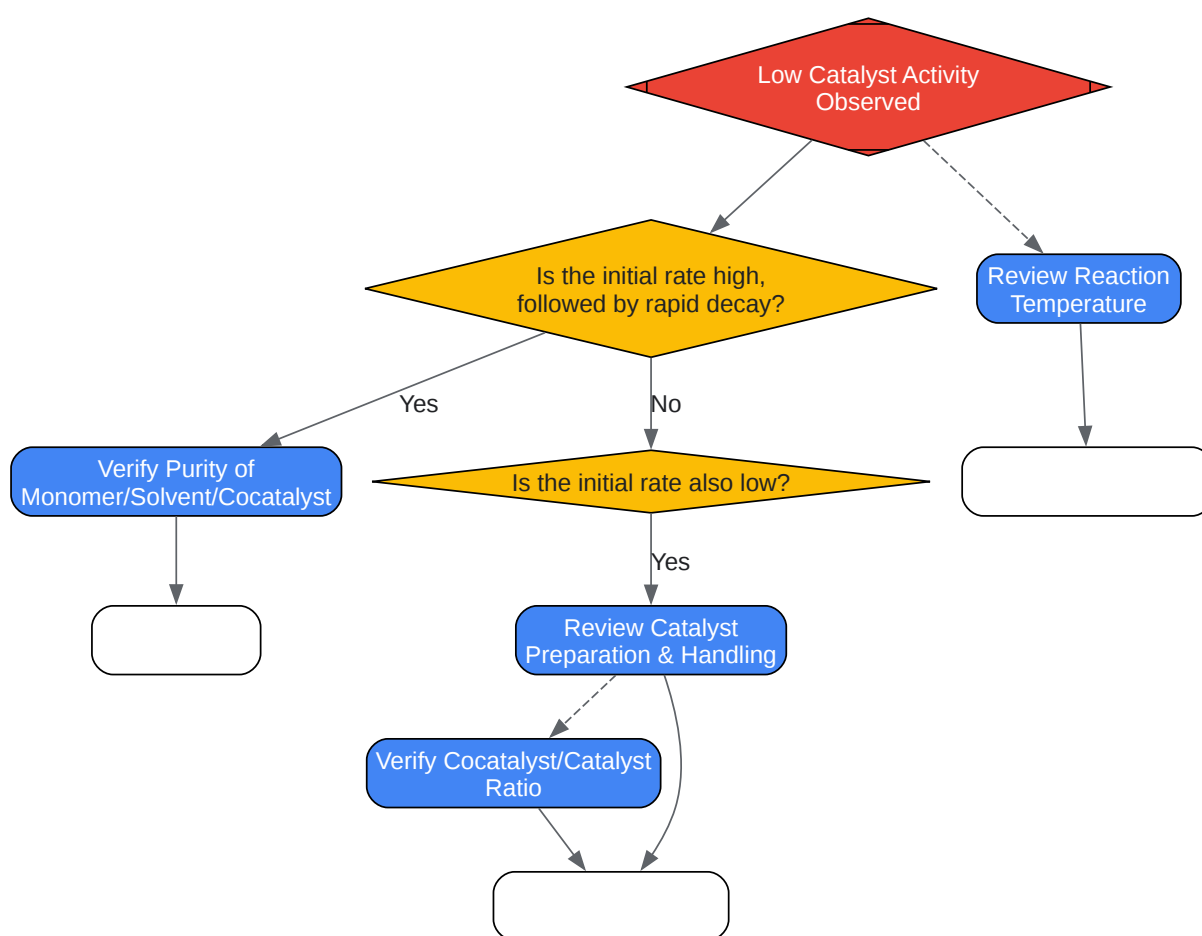 Low Catalyst Activity
Observed
Is the initial rate high,
followed by rapid decay?
Review Reaction
Temperature
Yes
No
Verify Purity of
Monomer/Solvent/Cocatalyst
Is the initial rate also low?
Yes
Review Catalyst
Preparation & Handling
Verify Cocatalyst/Catalyst
Ratio